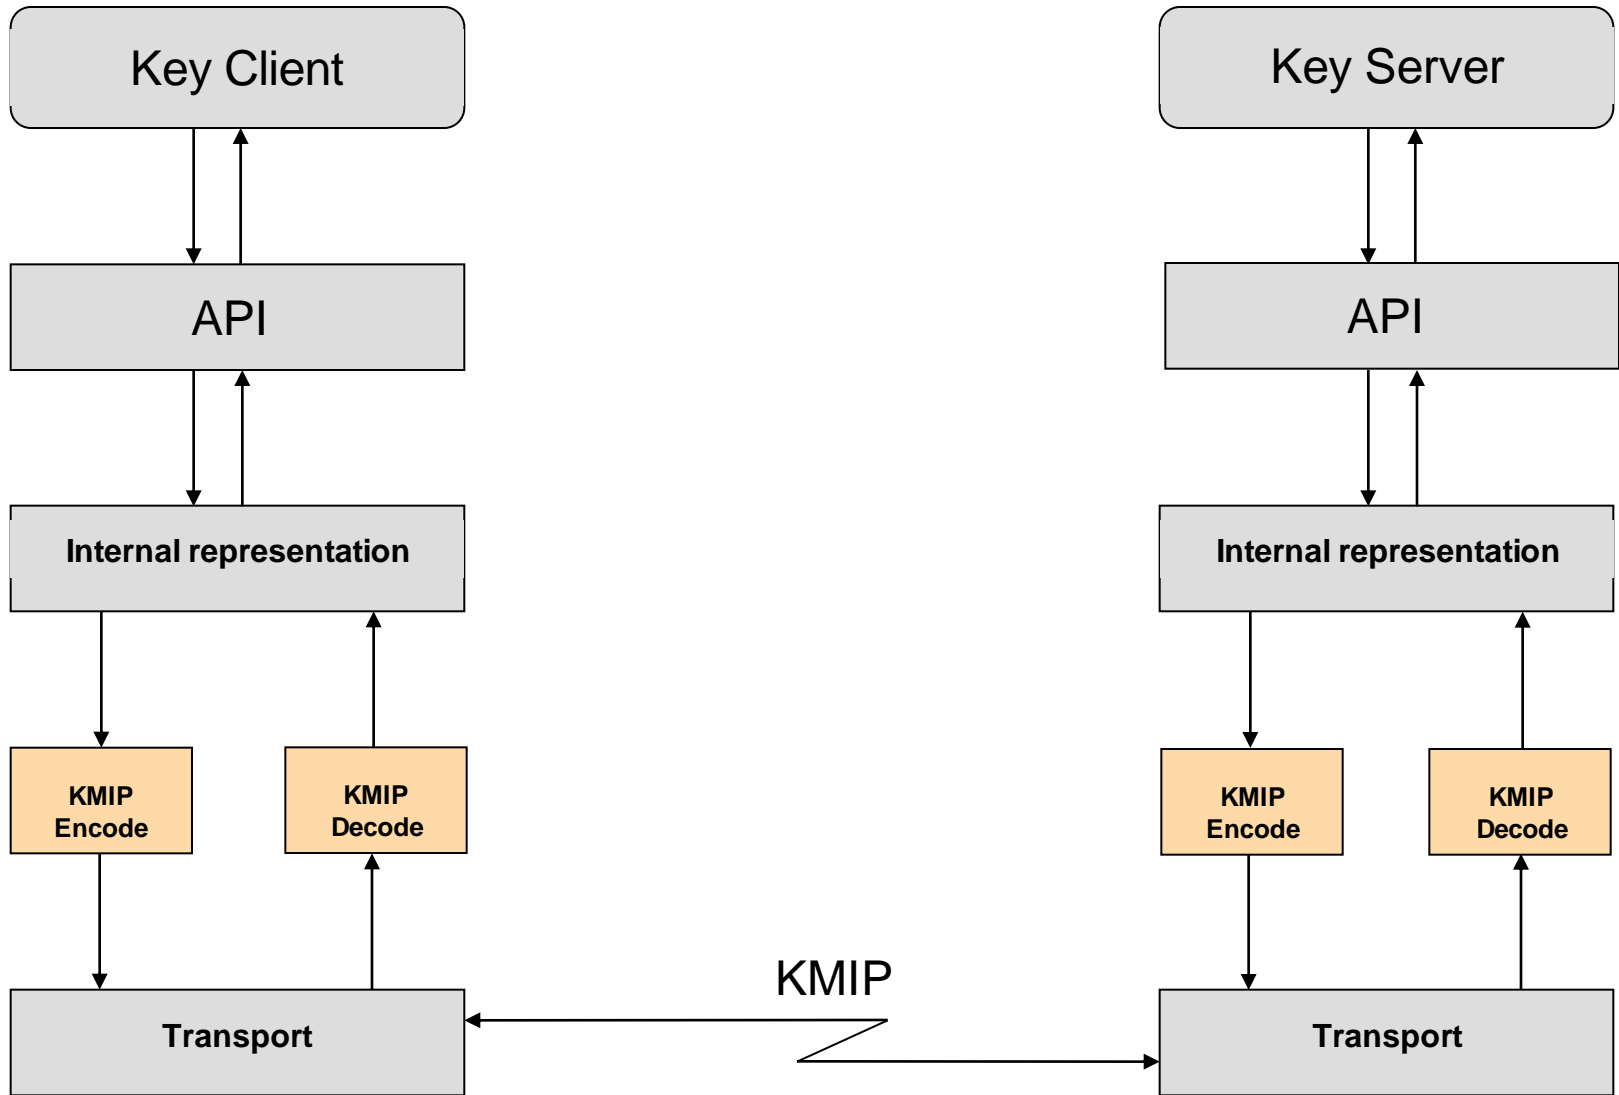 Key Client
Key Server
API
API
Internal representation
Internal representation
KMIP
Encode
KMIP
Decode
KMIP
Encode
KMIP
Decode
KMIP
Transport
Transport